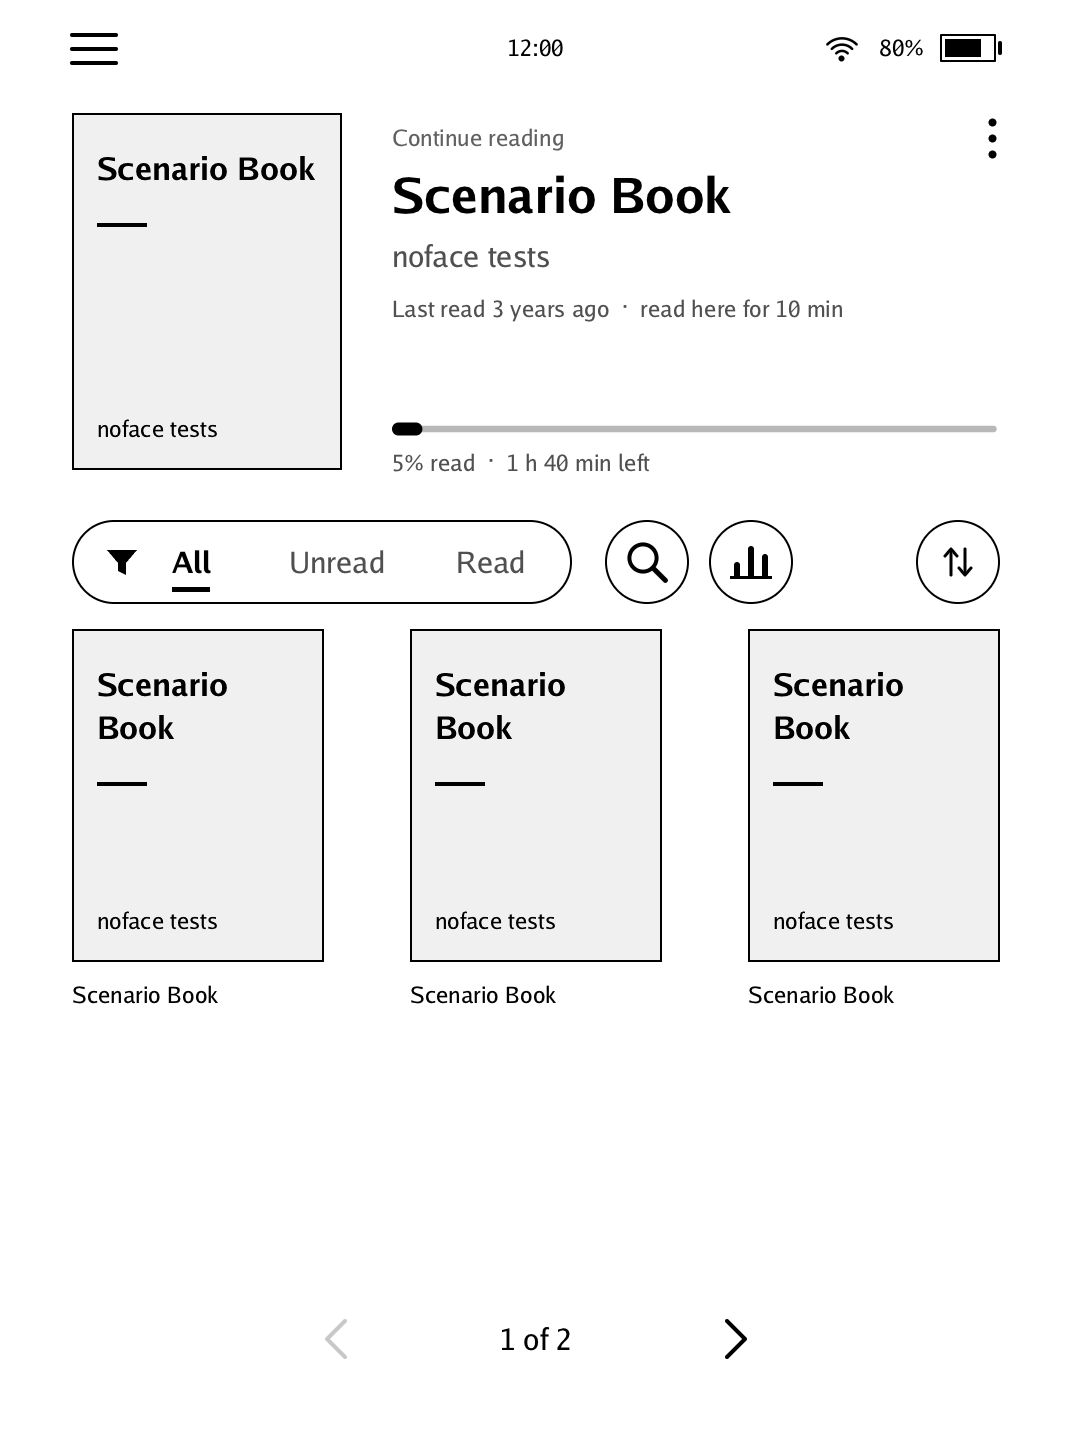 12:00
80%
Scenario Book
noface tests
Continue reading
Scenario Book
noface tests
Last read 3 years ago · read here for 10 min
5% read · 1 h 40 min left
All Unread Read
Scenario
Book
noface tests
Scenario Book
Scenario
Book
noface tests
Scenario Book
Scenario
Book
noface tests
Scenario Book
1 of 2